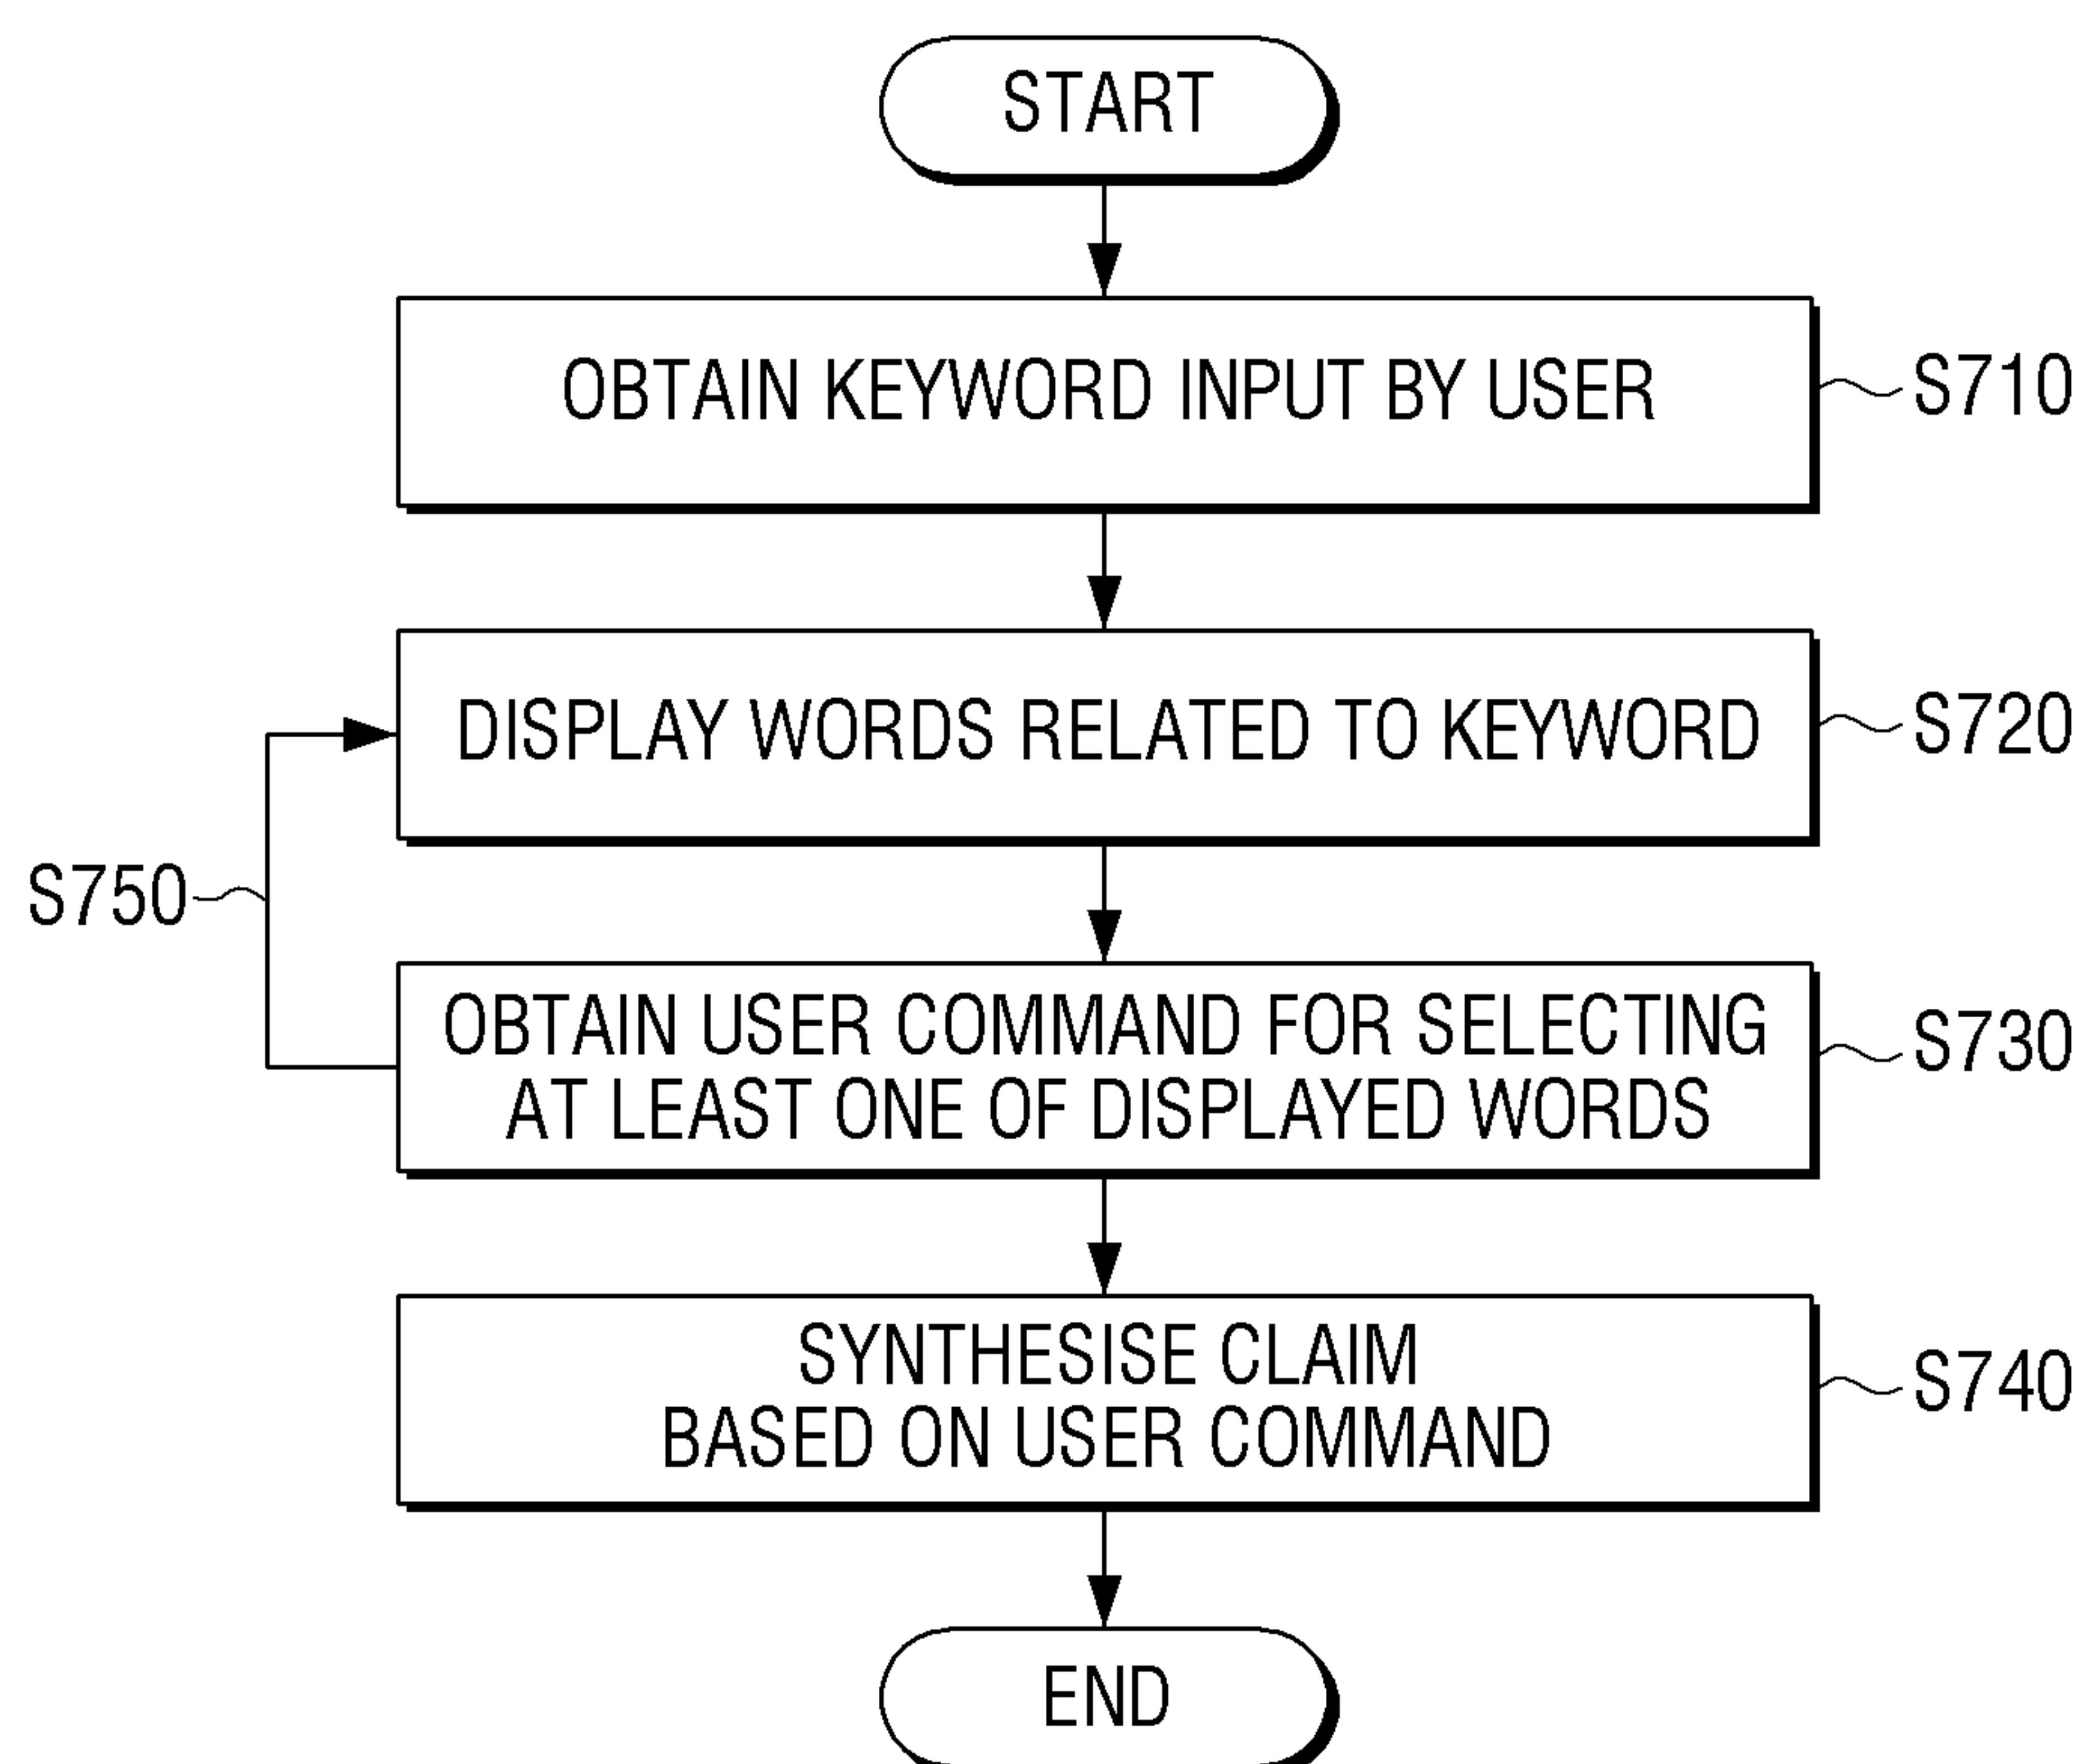 START
OBTAIN KEYWORD INPUT BY USER
S710
DISPLAY WORDS RELATED TO KEYWORD
S720
S750
OBTAIN USER COMMAND FOR SELECTING
AT LEAST ONE OF DISPLAYED WORDS
S730
SYNTHESISE CLAIM
BASED ON USER COMMAND
S740
END